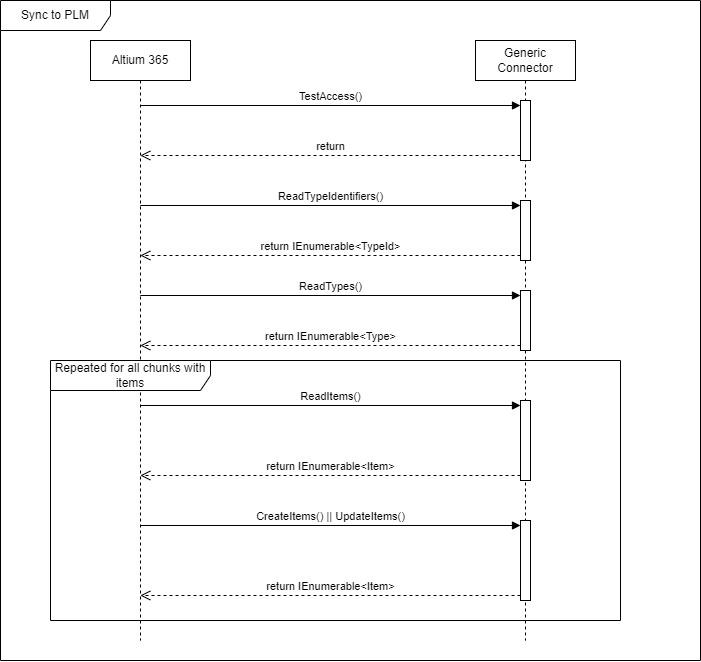 Sync to PLM
Altium 365
Generic
Connector
TestAccess()
return
ReadTypeIdentifiers()
return IEnumerable<TypeId>
ReadTypes()
return IEnumerable<Type>
Repeated for all chunks with
items
ReadItems()
return IEnumerable<Item>
CreateItems() || UpdateItems()
return IEnumerable<Item>